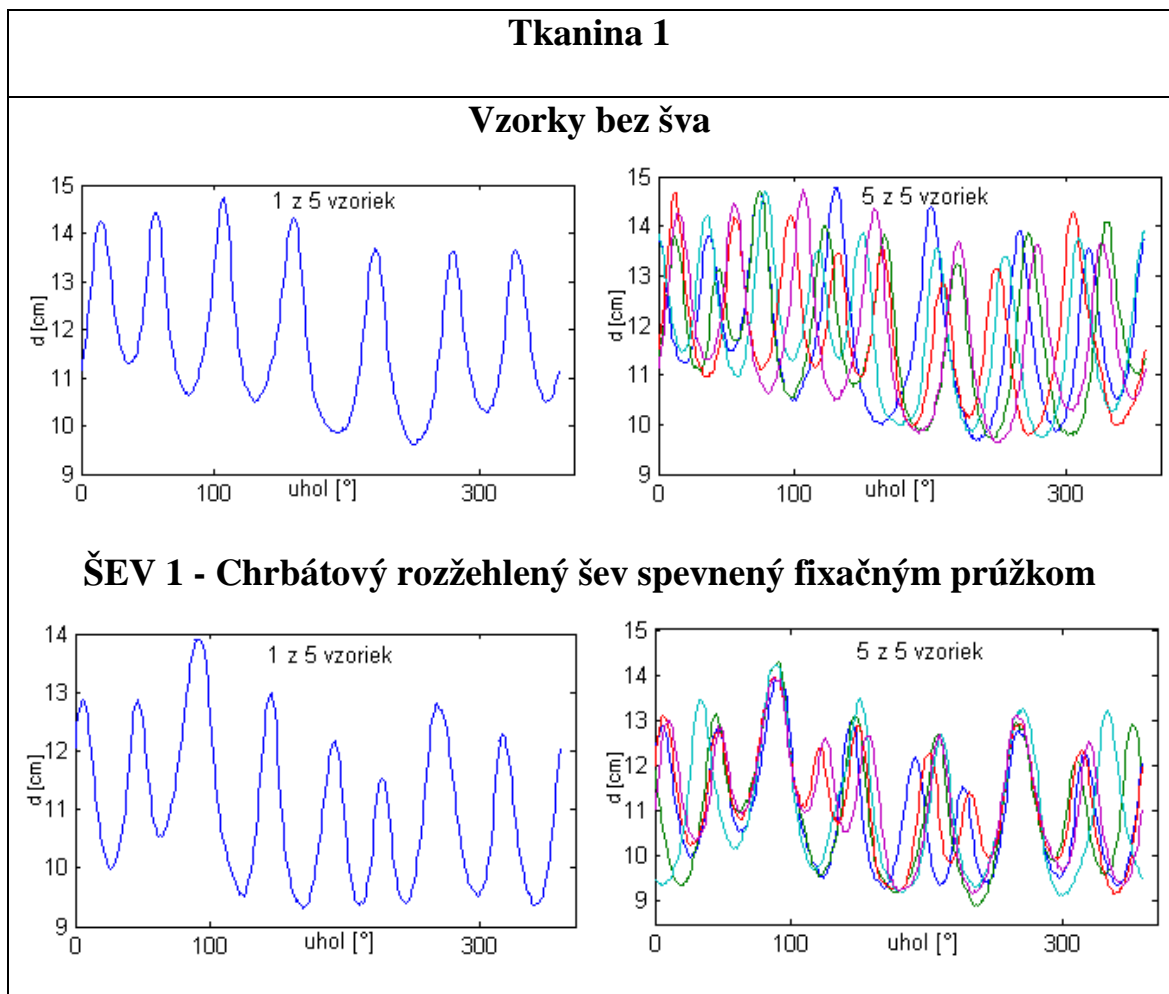 Tkanina 1
Vzorky bez šva
1 z 5 vzoriek
15
14
13
12
11
10
9
d [cm]
0
100
300
uhol [°]
5 z 5 vzoriek
15
14
13
12
11
10
9
d [cm]
0
100
300
uhol [°]
ŠEV 1 - Chrbátový rozžehlený šev spevnený fixačným prúžkom
1 z 5 vzoriek
14
13
12
11
10
9
d [cm]
0
100
300
uhol [°]
5 z 5 vzoriek
15
14
13
12
11
10
9
d [cm]
0
100
300
uhol [°]